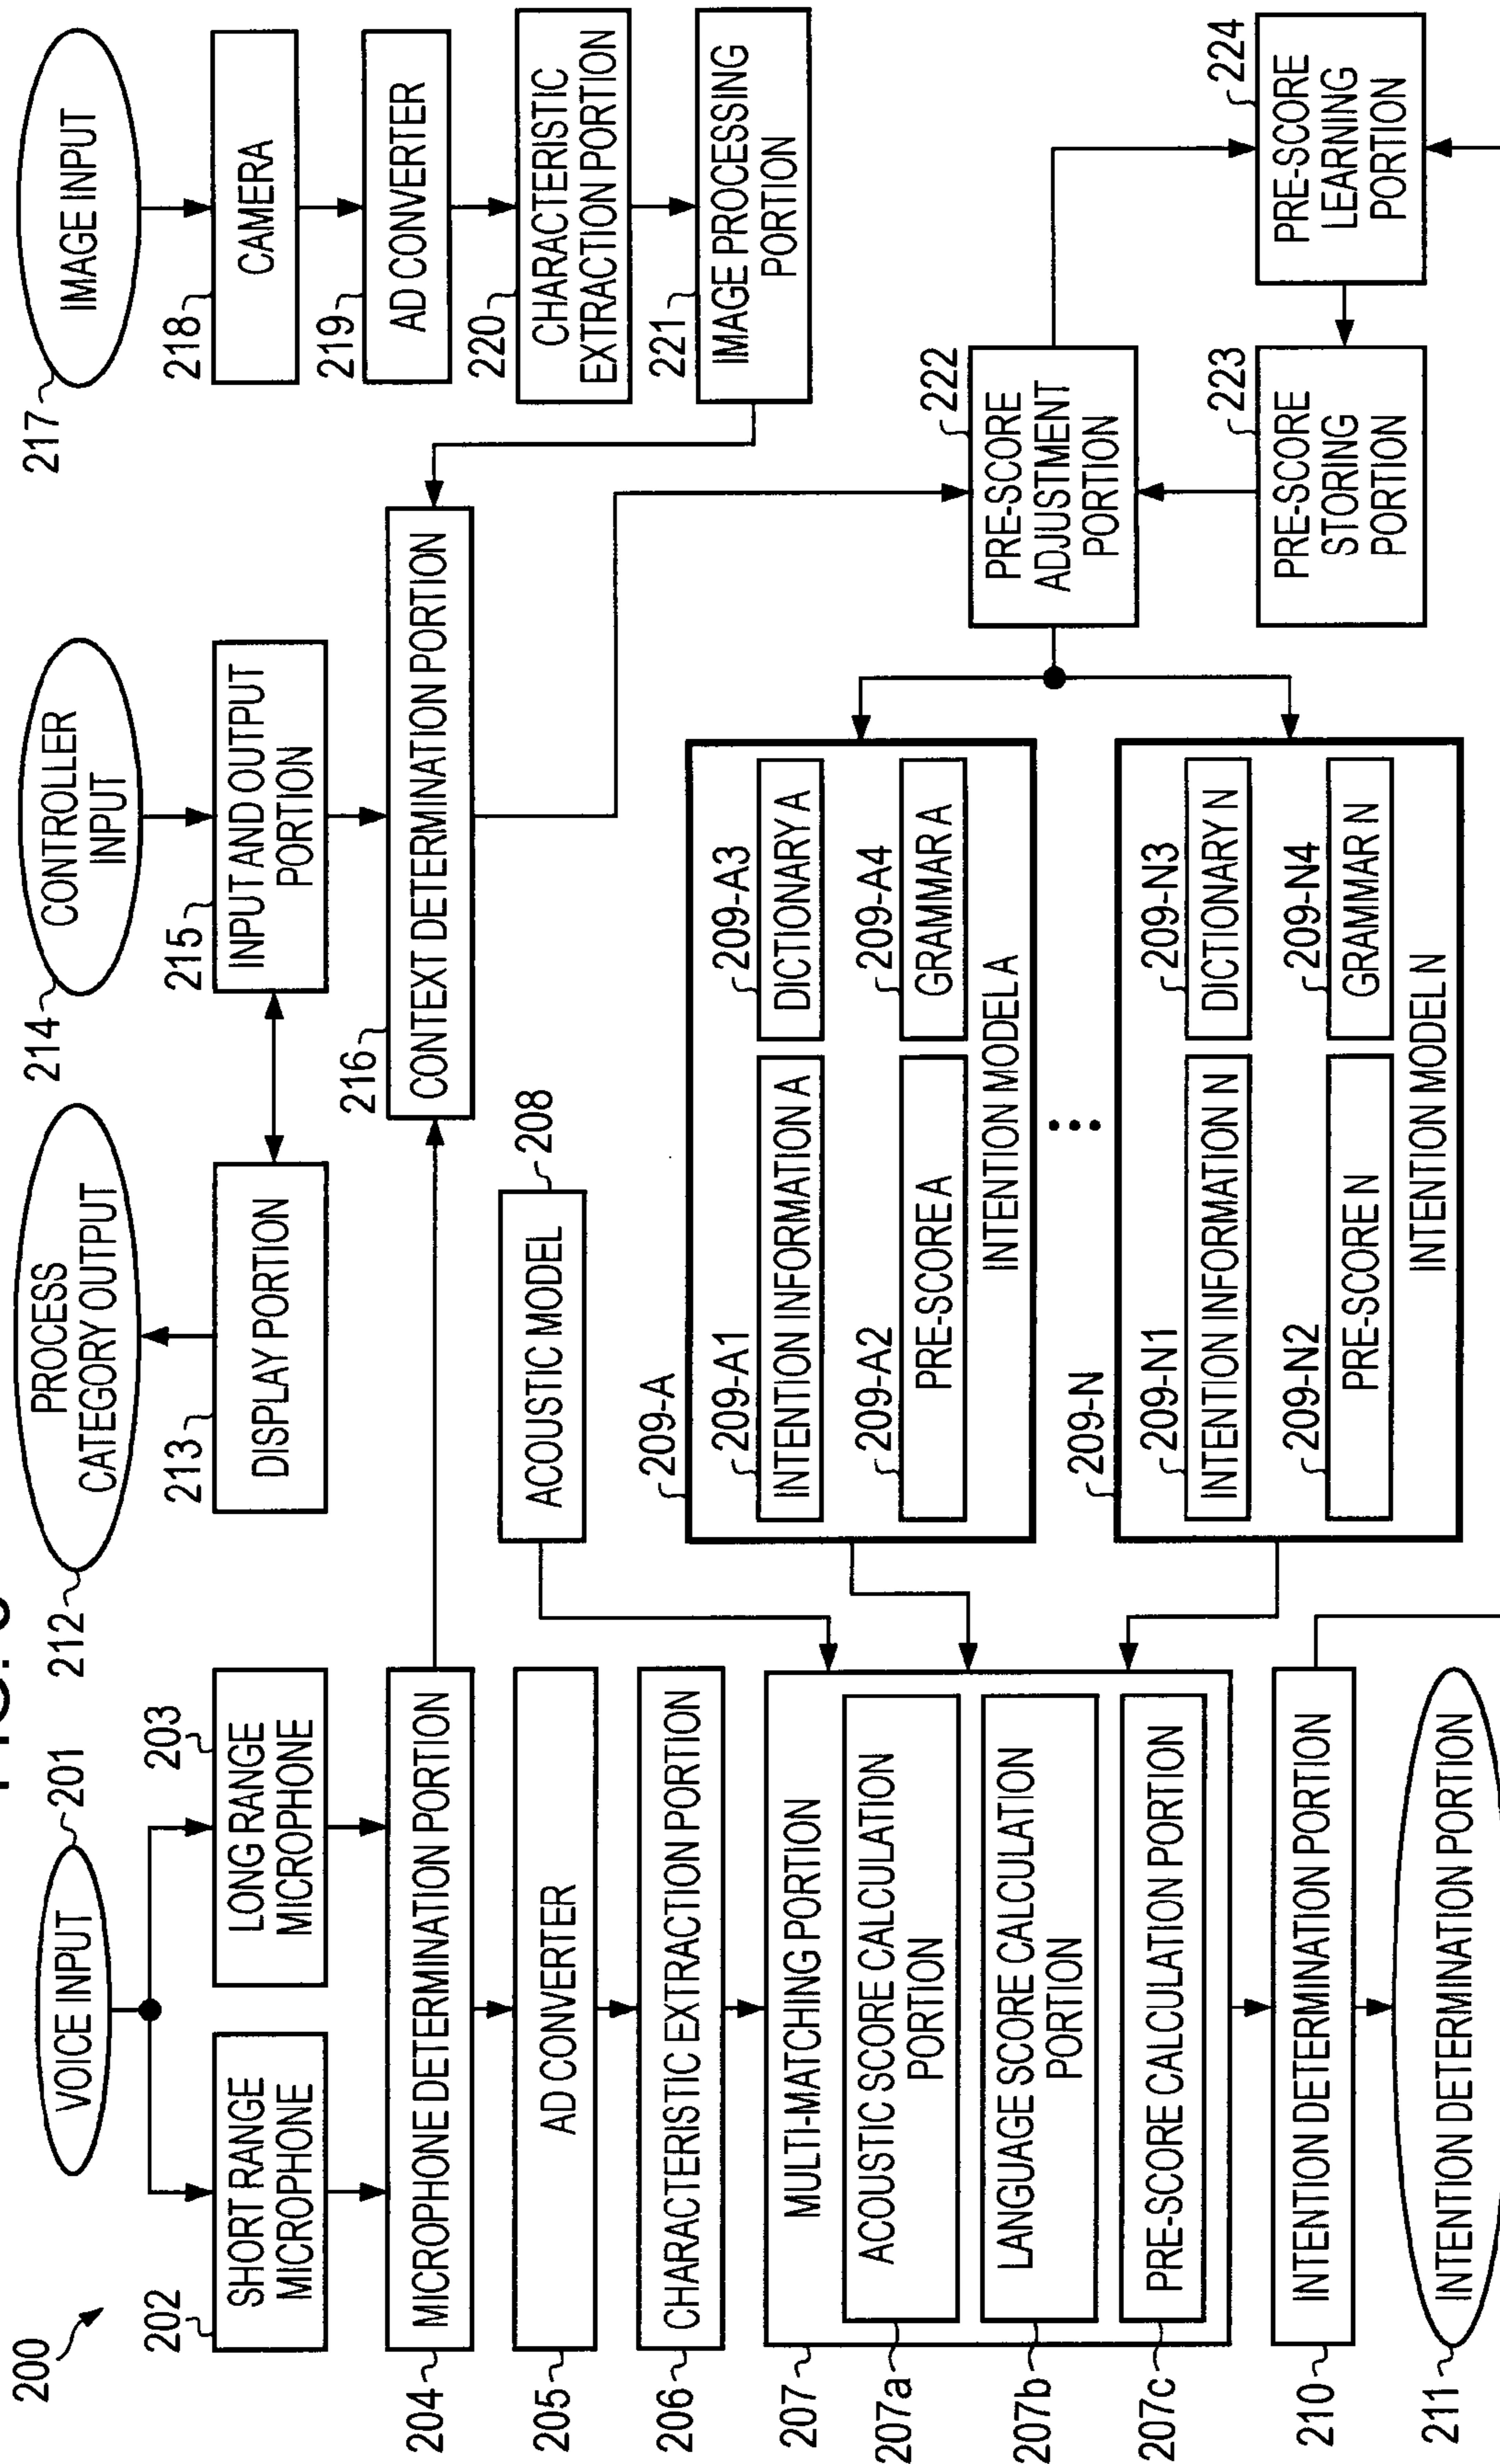 200
VOICE INPUT
201
202
SHORT RANGE
MICROPHONE
203
LONG RANGE
MICROPHONE
204
MICROPHONE DETERMINATION PORTION
205
AD CONVERTER
206
CHARACTERISTIC EXTRACTION PORTION
207
MULTI-MATCHING PORTION
207a
ACOUSTIC SCORE CALCULATION
PORTION
207b
LANGUAGE SCORE CALCULATION
PORTION
207c
PRE-SCORE CALCULATION PORTION
210
INTENTION DETERMINATION PORTION
211
INTENTION DETERMINATION PORTION
212
PROCESS
CATEGORY OUTPUT
213
DISPLAY PORTION
214
CONTROLLER
INPUT
215
INPUT AND OUTPUT
PORTION
216
CONTEXT DETERMINATION PORTION
208
ACOUSTIC MODEL
209-A
209-A1
INTENTION INFORMATION A
209-A3
DICTIONARY A
209-A2
PRE-SCORE A
209-A4
GRAMMAR A
INTENTION MODEL A
209-N
209-N1
INTENTION INFORMATION N
209-N3
DICTIONARY N
209-N2
PRE-SCORE N
209-N4
GRAMMAR N
INTENTION MODEL N
217
IMAGE INPUT
218
CAMERA
219
AD CONVERTER
220
CHARACTERISTIC
EXTRACTION PORTION
221
IMAGE PROCESSING
PORTION
222
PRE-SCORE
ADJUSTMENT
PORTION
223
PRE-SCORE
STORING
PORTION
224
PRE-SCORE
LEARNING
PORTION